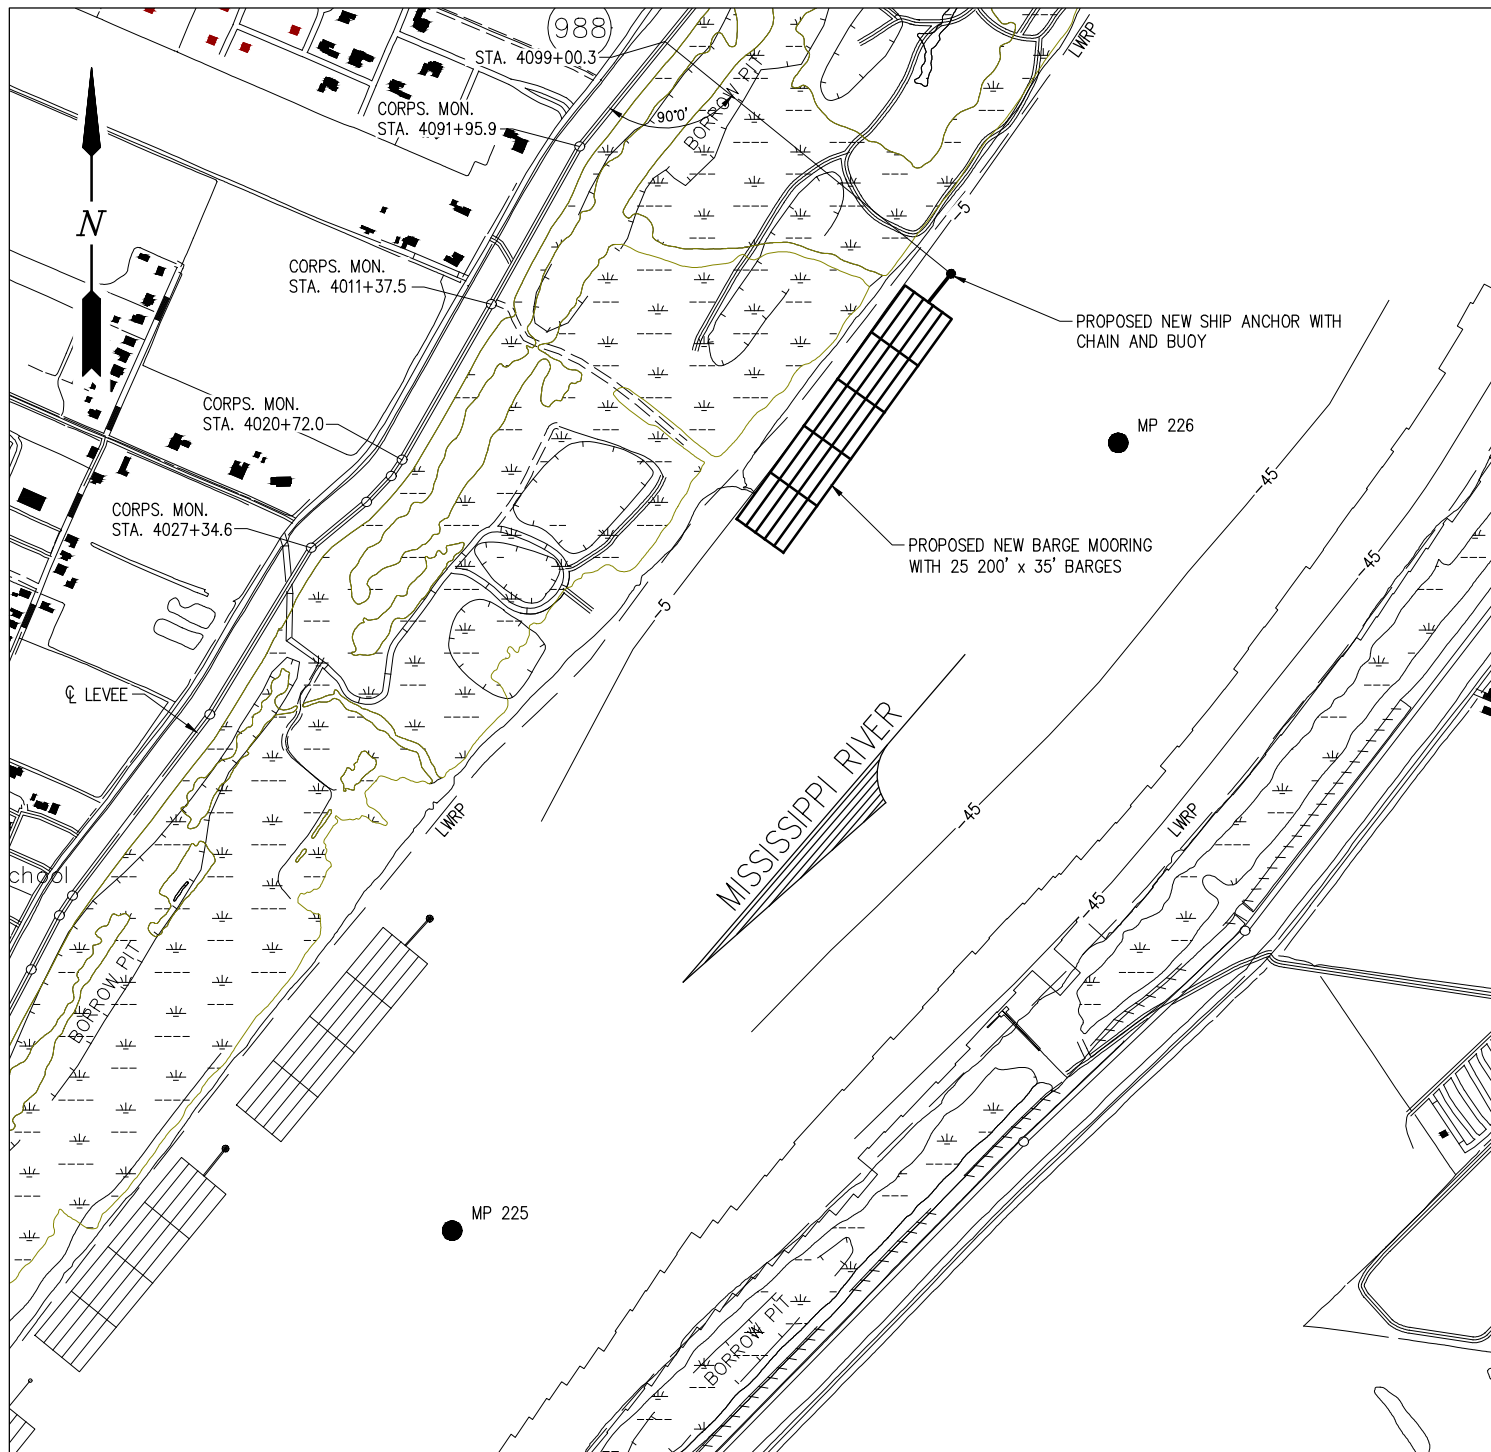 988
STA. 4099+00.3
LWRP
CORPS. MON.
STA. 4091+95.9
90°0'
BORROW PIT
N
-5
CORPS. MON.
STA. 4011+37.5
PROPOSED NEW SHIP ANCHOR WITH
CHAIN AND BUOY
CORPS. MON.
STA. 4020+72.0
MP 226
-45
CORPS. MON.
STA. 4027+34.6
PROPOSED NEW BARGE MOORING
WITH 25 200' x 35' BARGES
-45
-5
℄ LEVEE
MISSISSIPPI RIVER
LWRP
-45
LWRP
chool
-45
BORROW PIT
MP 225
BORROW PIT